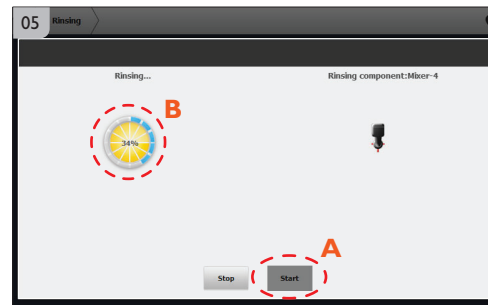 05 Rinsing
Rinsing... Rinsing component:Mixer-4
B
34%
A
Stop Start